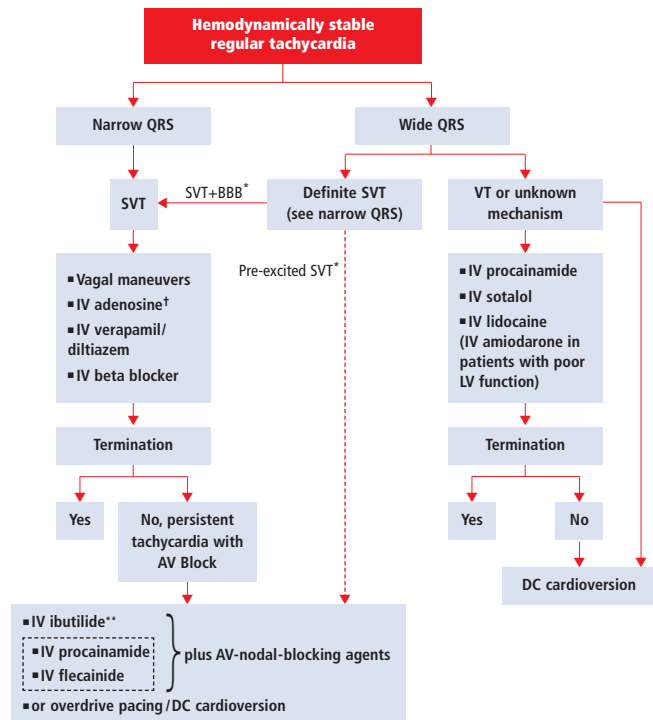 Hemodynamically stable
regular tachycardia
Narrow QRS
Wide QRS
SVT
SVT+BBB*
Definite SVT
(see narrow QRS)
VT or unknown
mechanism
Pre-excited SVT*
▪ Vagal maneuvers
▪ IV adenosine†
▪ IV verapamil/
diltiazem
▪ IV beta blocker
▪ IV procainamide
▪ IV sotalol
▪ IV lidocaine
(IV amiodarone in
patients with poor
LV function)
Termination
Termination
Yes
No, persistent
tachycardia with
AV Block
Yes
No
DC cardioversion
▪ IV ibutilide**
▪ IV procainamide
▪ IV flecainide
plus AV-nodal-blocking agents
▪ or overdrive pacing/DC cardioversion